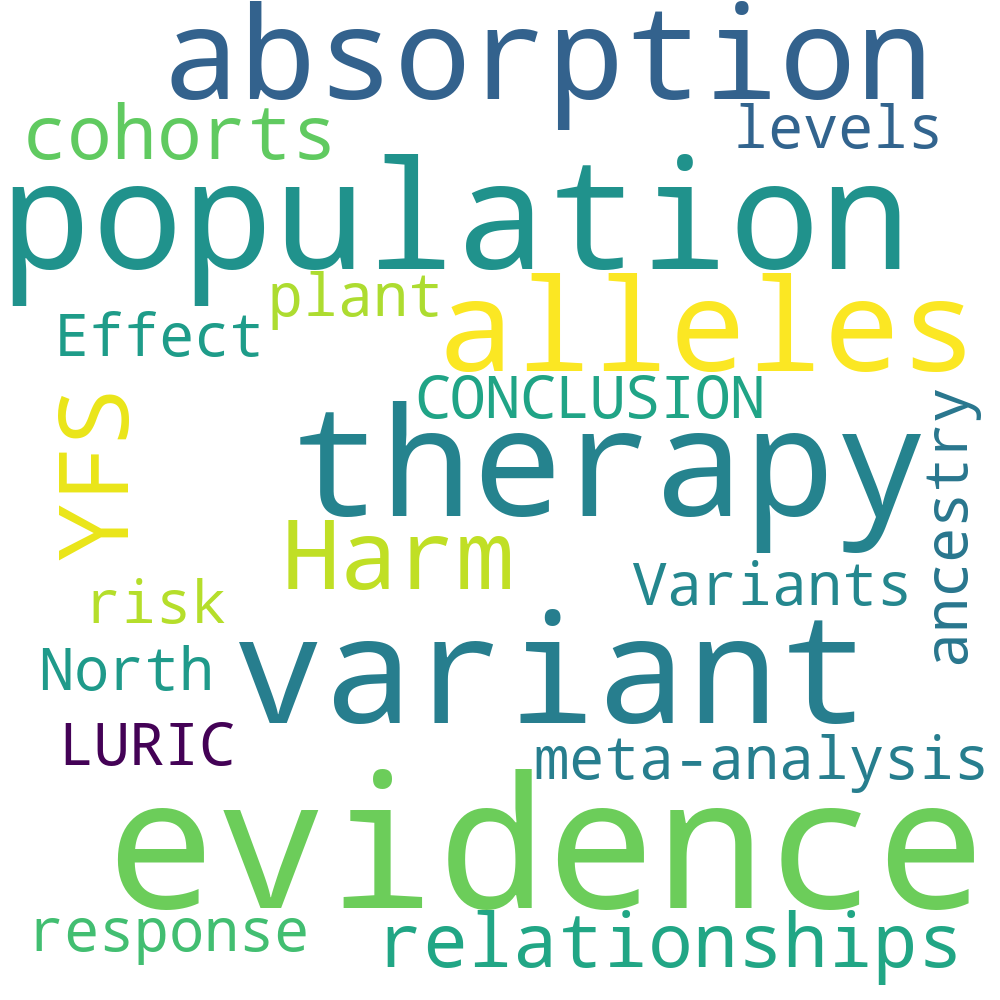 absorption
cohorts
levels
population
plant
alleles
Effect
CONCLUSION
YFS
therapy
ancestry
Harm
Variants
risk
variant
North
LURIC
meta-analysis
evidence
response
relationships